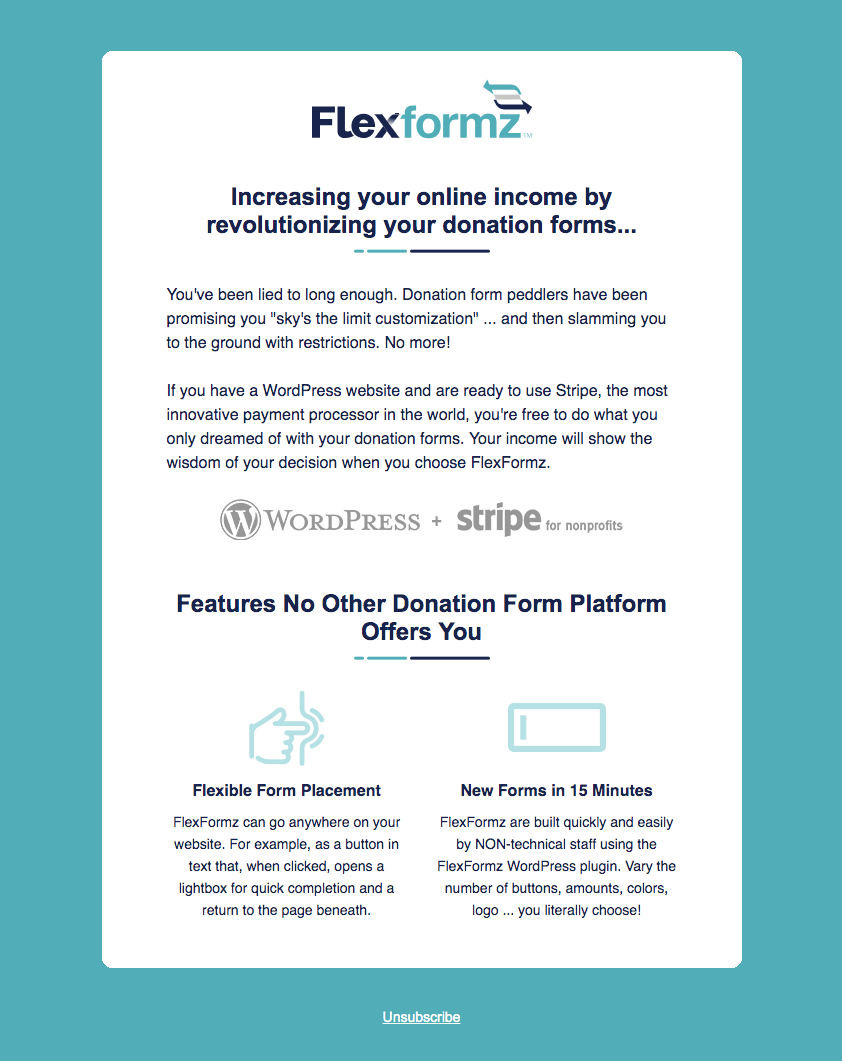 Flexformz™
Increasing your online income by
revolutionizing your donation forms...
You've been lied to long enough. Donation form peddlers have been
promising you "sky's the limit customization" ... and then slamming you
to the ground with restrictions. No more!
If you have a WordPress website and are ready to use Stripe, the most
innovative payment processor in the world, you're free to do what you
only dreamed of with your donation forms. Your income will show the
wisdom of your decision when you choose FlexFormz.
WORDPRESS + stripe for nonprofits
Features No Other Donation Form Platform
Offers You
Flexible Form Placement
FlexFormz can go anywhere on your
website. For example, as a button in
text that, when clicked, opens a
lightbox for quick completion and a
return to the page beneath.
New Forms in 15 Minutes
FlexFormz are built quickly and easily
by NON-technical staff using the
FlexFormz WordPress plugin. Vary the
number of buttons, amounts, colors,
logo ... you literally choose!
Unsubscribe